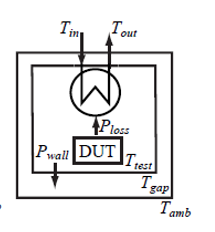 T_in T_out
P_loss
P_wall DUT T_test
T_gap
T_amb